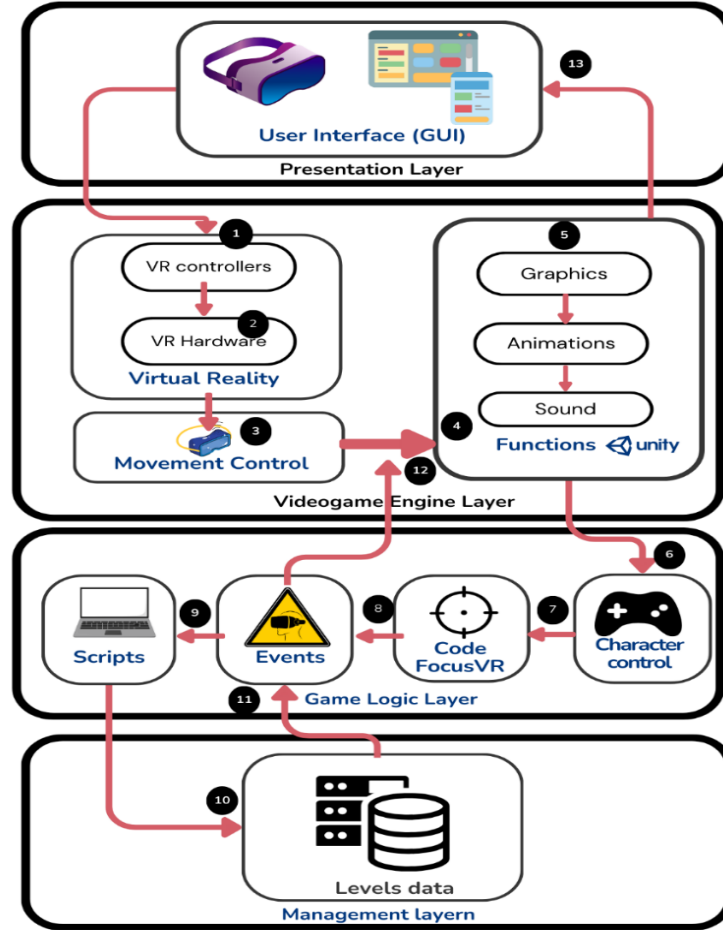 13
User Interface (GUI)
Presentation Layer
1
VR controllers
2
VR Hardware
Virtual Reality
3
Movement Control
4
5
Graphics
Animations
Sound
Functions unity
12
Videogame Engine Layer
6
9
8
7
Scripts
Events
Code
FocusVR
Character
control
11
Game Logic Layer
10
Levels data
Management layern